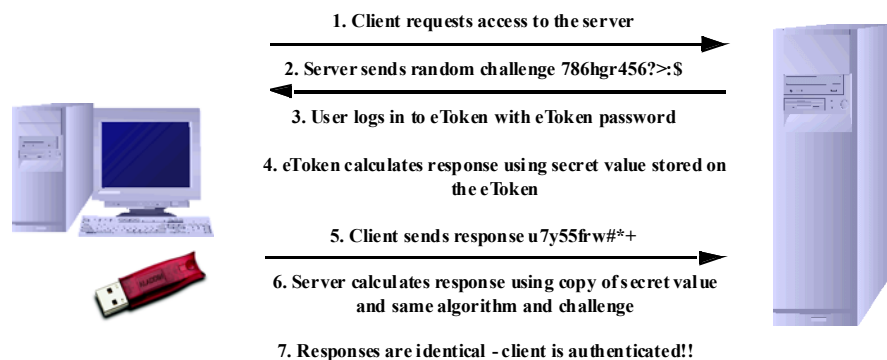 1. Client requests access to the server
2. Server sends random challenge 786hgr456?>:$
3. User logs in to eToken with eToken password
4. eToken calculates response using secret value stored on
the eToken
5. Client sends response u7y55frw#*+
6. Server calculates response using copy of secret value
and same algorithm and challenge
7. Responses are identical - client is authenticated!!